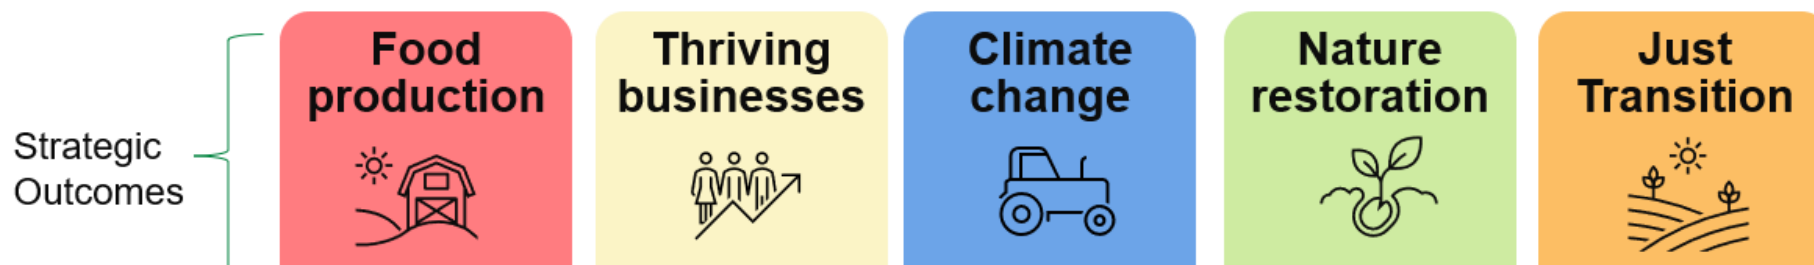 Strategic
Outcomes
Food
production
Thriving
businesses
Climate
change
Nature
restoration
Just
Transition